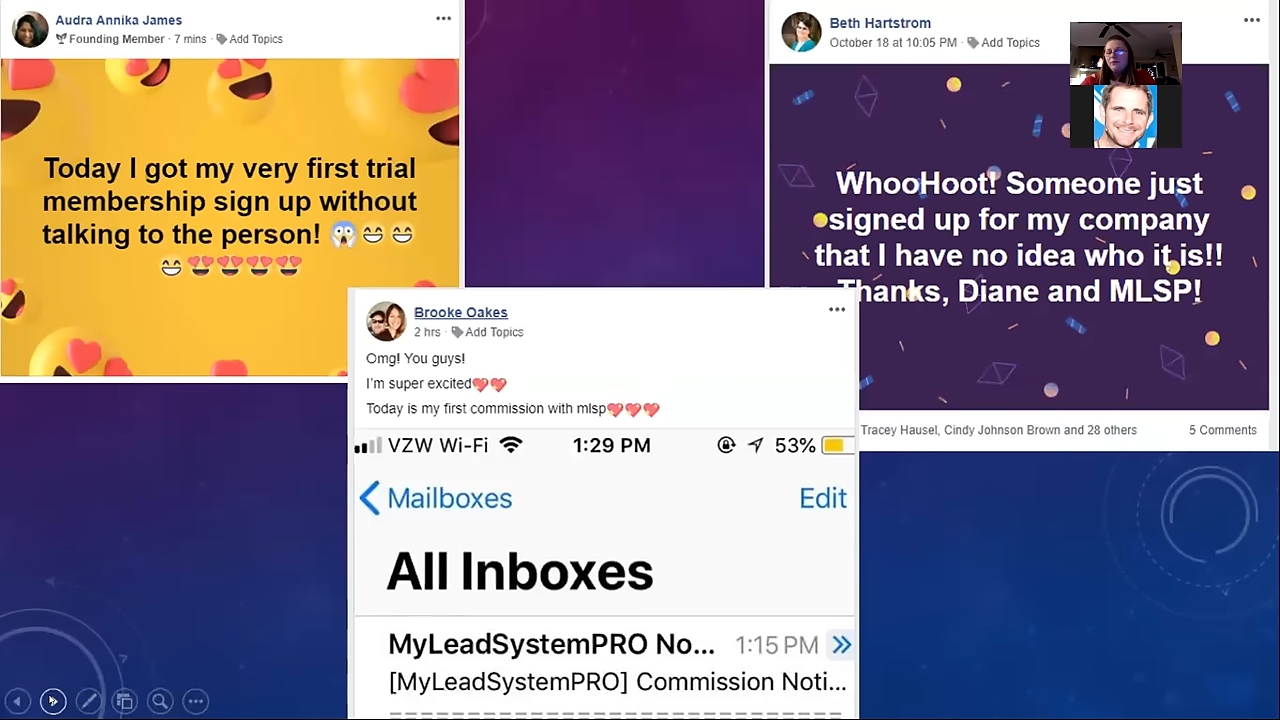 Audra Annika James
Founding Member · 7 mins · Add Topics
Today I got my very first trial
membership sign up without
talking to the person! 😱😁😁
😁😍😍😍😍
Beth Hartstrom
October 18 at 10:05 PM · Add Topics
WhooHoot! Someone just
signed up for my company
that I have no idea who it is!!
Thanks, Diane and MLSP!
Tracey Hausel, Cindy Johnson Brown and 28 others
5 Comments
Brooke Oakes
2 hrs · Add Topics
Omg! You guys!
I'm super excited💖💖
Today is my first commission with mlsp💖💖💖
VZW Wi-Fi 1:29 PM 53%
Mailboxes Edit
All Inboxes
MyLeadSystemPRO No... 1:15 PM
[MyLeadSystemPRO] Commission Noti...